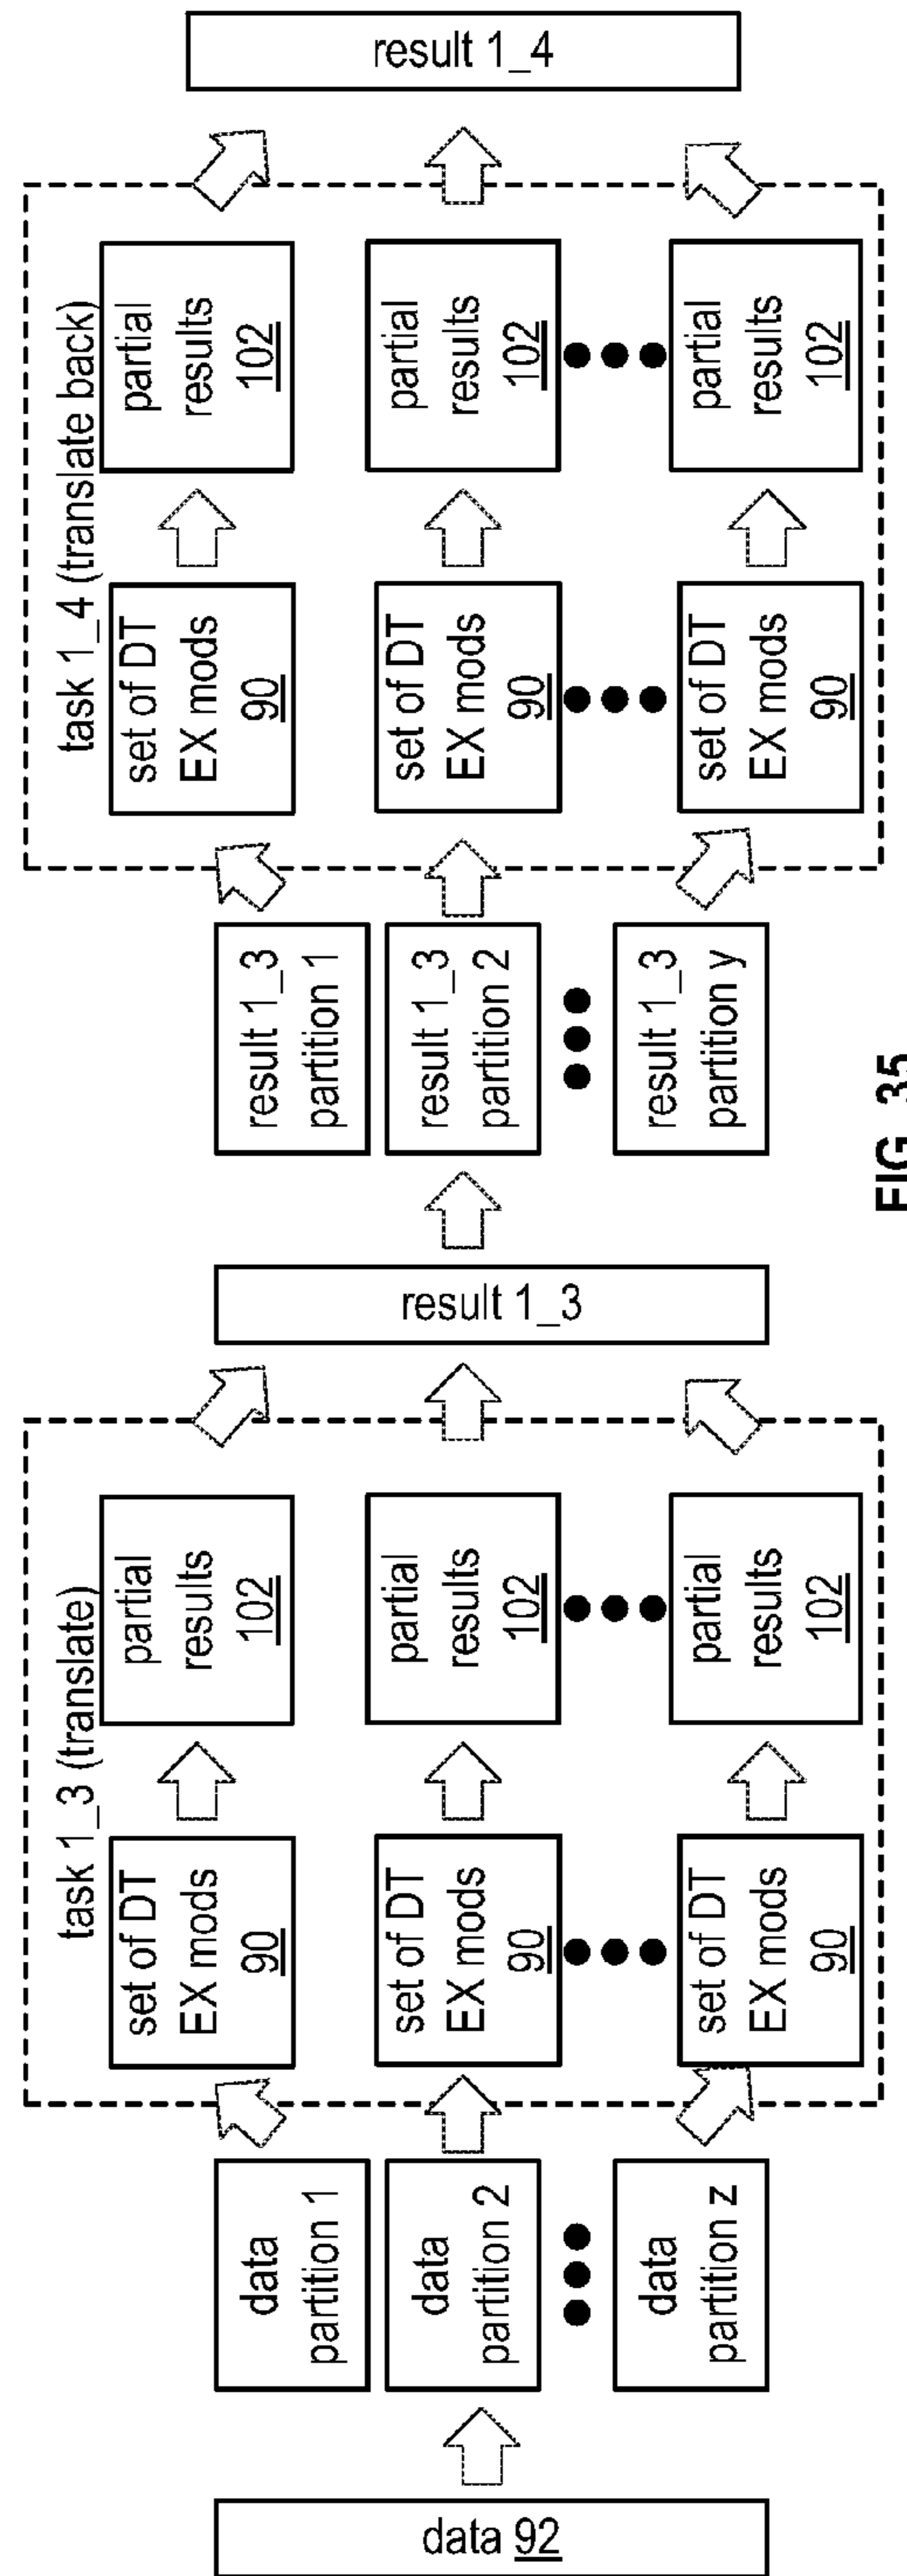 data 92
data
partition 1
data
partition 2
data
partition z
task 1_3 (translate)
set of DT
EX mods
90
partial
results
102
set of DT
EX mods
90
partial
results
102
set of DT
EX mods
90
partial
results
102
result 1_3
result 1_3
partition 1
result 1_3
partition 2
result 1_3
partition y
task 1_4 (translate back)
set of DT
EX mods
90
partial
results
102
set of DT
EX mods
90
partial
results
102
set of DT
EX mods
90
partial
results
102
result 1_4
FIG. 35